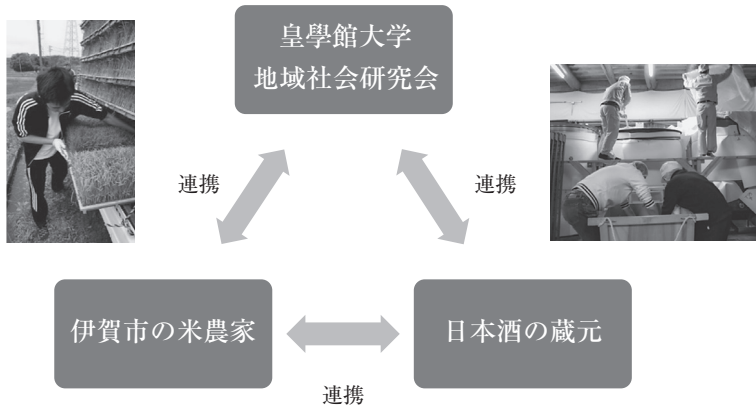 皇學館大学
地域社会研究会
連携
連携
伊賀市の米農家
日本酒の蔵元
連携